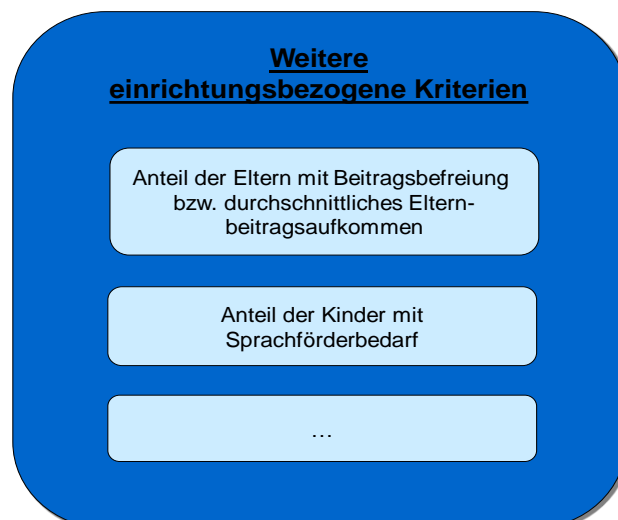 Weitere
einrichtungsbezogene Kriterien
Anteil der Eltern mit Beitragsbefreiung
bzw. durchschnittliches Eltern-
beitragsaufkommen
Anteil der Kinder mit
Sprachförderbedarf
…